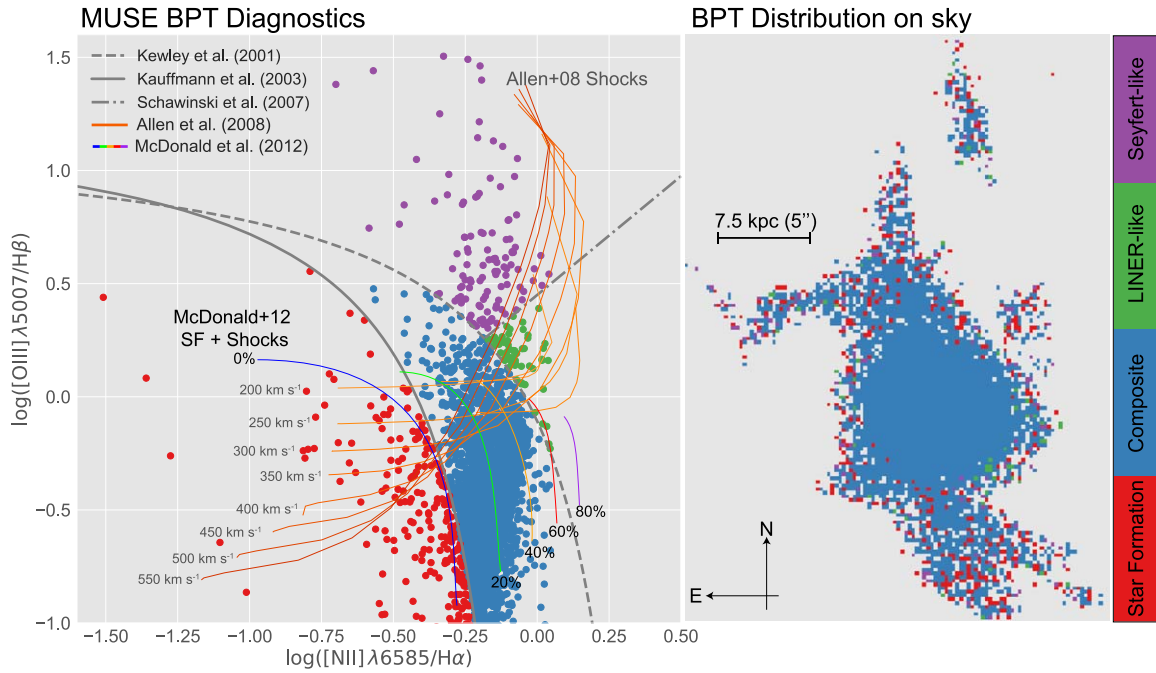 MUSE BPT Diagnostics
BPT Distribution on sky
Kewley et al. (2001)
Kauffmann et al. (2003)
Schawinski et al. (2007)
Allen et al. (2008)
McDonald et al. (2012)
Allen+08 Shocks
McDonald+12
SF + Shocks
0%
200 km s⁻¹
250 km s⁻¹
300 km s⁻¹
350 km s⁻¹
400 km s⁻¹
450 km s⁻¹
500 km s⁻¹
550 km s⁻¹
20%
40%
60%
80%
1.5
1.0
0.5
0.0
−0.5
−1.0
log([OIII]λ5007/Hβ)
−1.50
−1.25
−1.00
−0.75
−0.50
−0.25
0.00
0.25
0.50
log([NII]λ6585/Hα)
7.5 kpc (5”)
N
E
Seyfert-like
LINER-like
Composite
Star Formation